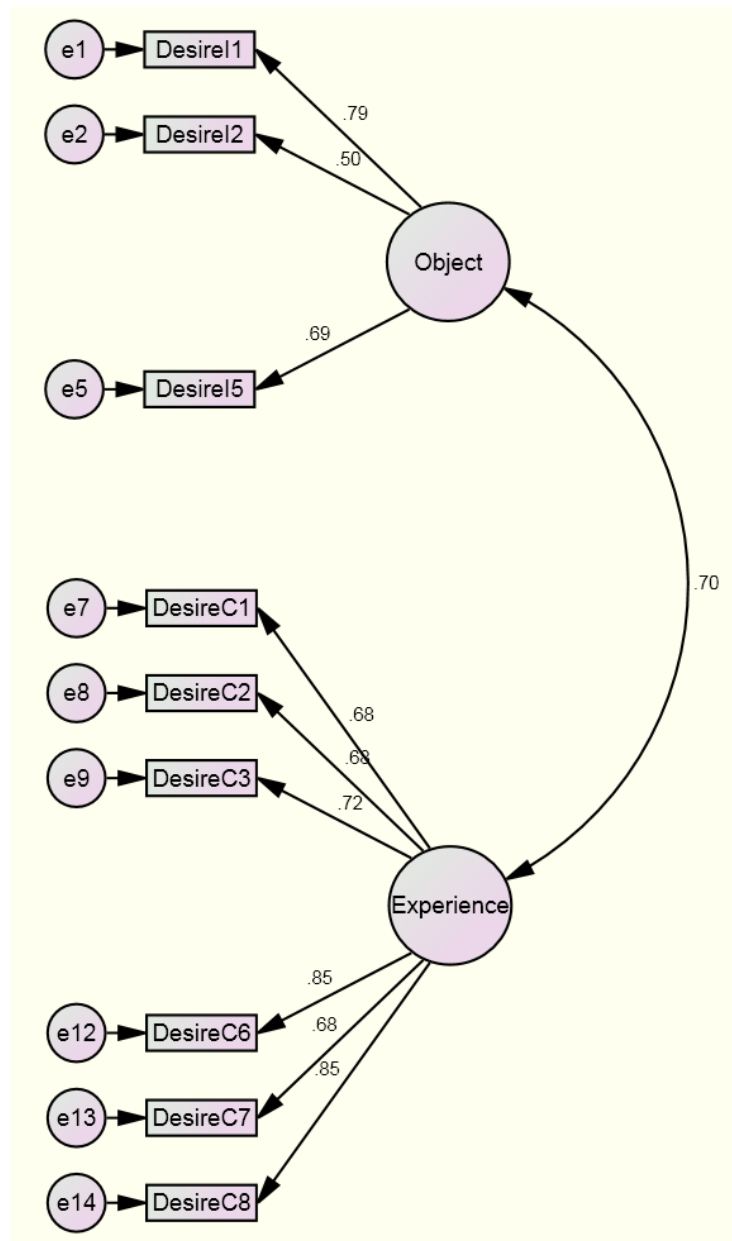 e1
DesireI1
.79
e2
DesireI2
.50
Object
.69
e5
DesireI5
.70
e7
DesireC1
.68
e8
DesireC2
.68
e9
DesireC3
.72
Experience
.85
e12
DesireC6
.68
e13
DesireC7
.85
e14
DesireC8